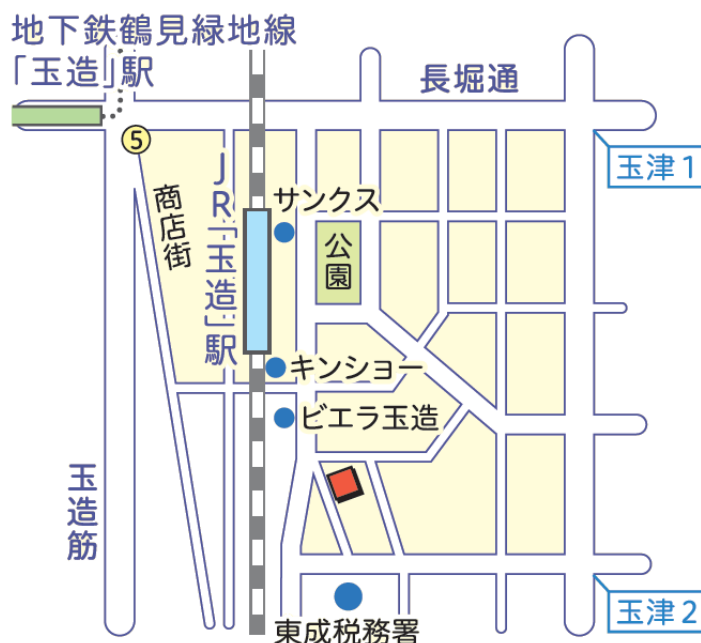 地下鉄鶴見緑地線
「玉造」駅
長堀通
⑤
玉津1
商店街
JR「玉造」駅
サンクス
公園
キンショー
ビエラ玉造
玉造筋
東成税務署
玉津2